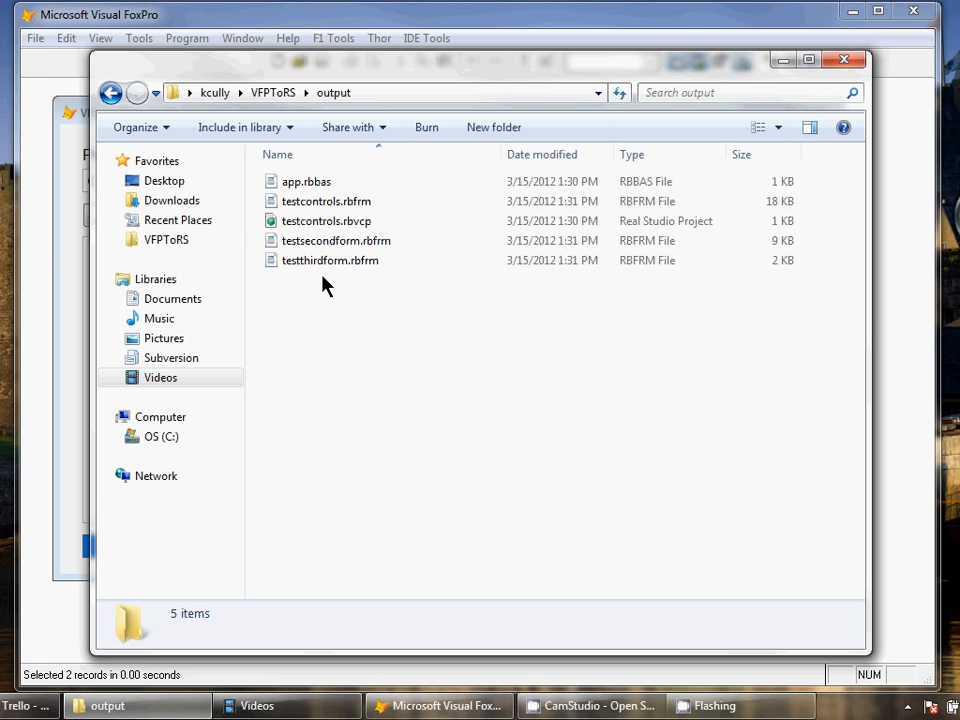 Microsoft Visual FoxPro
File Edit View Tools Program Window Help F1 Tools Thor IDE Tools
kcully VFPToRS output
Search output
Organize Include in library Share with Burn New folder
Name Date modified Type Size
Favorites
Desktop
Downloads
Recent Places
VFPToRS
Libraries
Documents
Music
Pictures
Subversion
Videos
Computer
OS (C:)
Network
app.rbbas 3/15/2012 1:30 PM RBBAS File 1 KB
testcontrols.rbfrm 3/15/2012 1:31 PM RBFRM File 18 KB
testcontrols.rbvcp 3/15/2012 1:30 PM Real Studio Project 1 KB
testsecondform.rbfrm 3/15/2012 1:31 PM RBFRM File 9 KB
testthirdform.rbfrm 3/15/2012 1:31 PM RBFRM File 2 KB
5 items
Selected 2 records in 0.00 seconds
NUM
Trello - ... output Videos Microsoft Visual Fox... CamStudio - Open S... Flashing